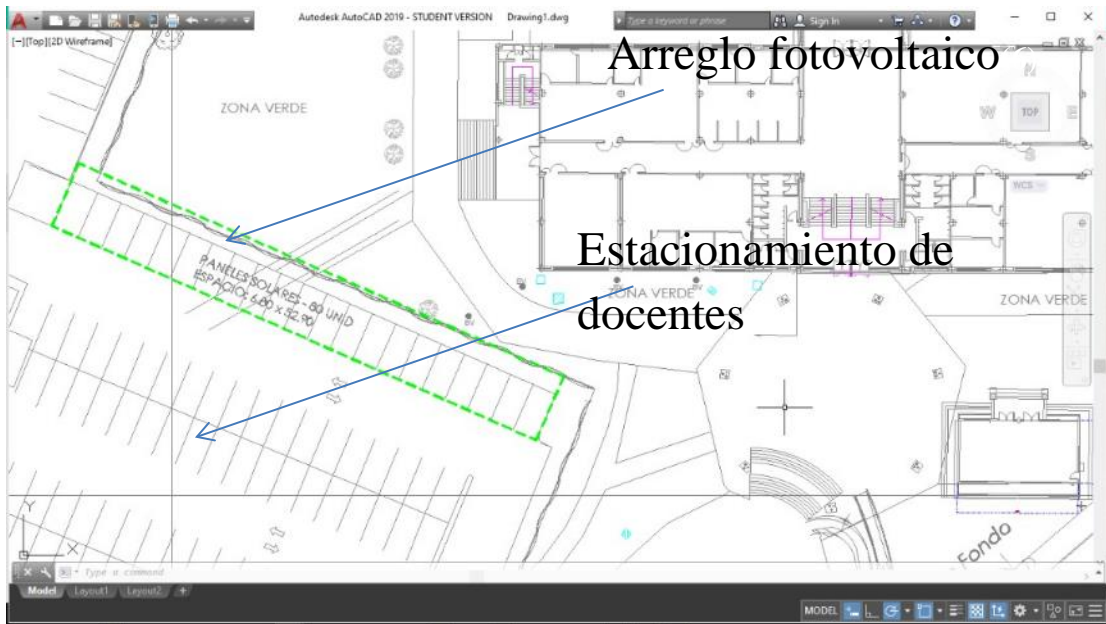 Autodesk AutoCAD 2019 - STUDENT VERSION Drawing1.dwg
Type a keyword or phrase
Sign In
[−][Top][2D Wireframe]
Arreglo fotovoltaico
ZONA VERDE
N
W TOP E
S
WCS
PANELES SOLARES - 80 UNID
ESPACIO: 6.80 x 52.90
Estacionamiento de
docentes
ZONA VERDE
ZONA VERDE
Fondo
Y
X
Type a command
Model Layout1 Layout2 +
MODEL